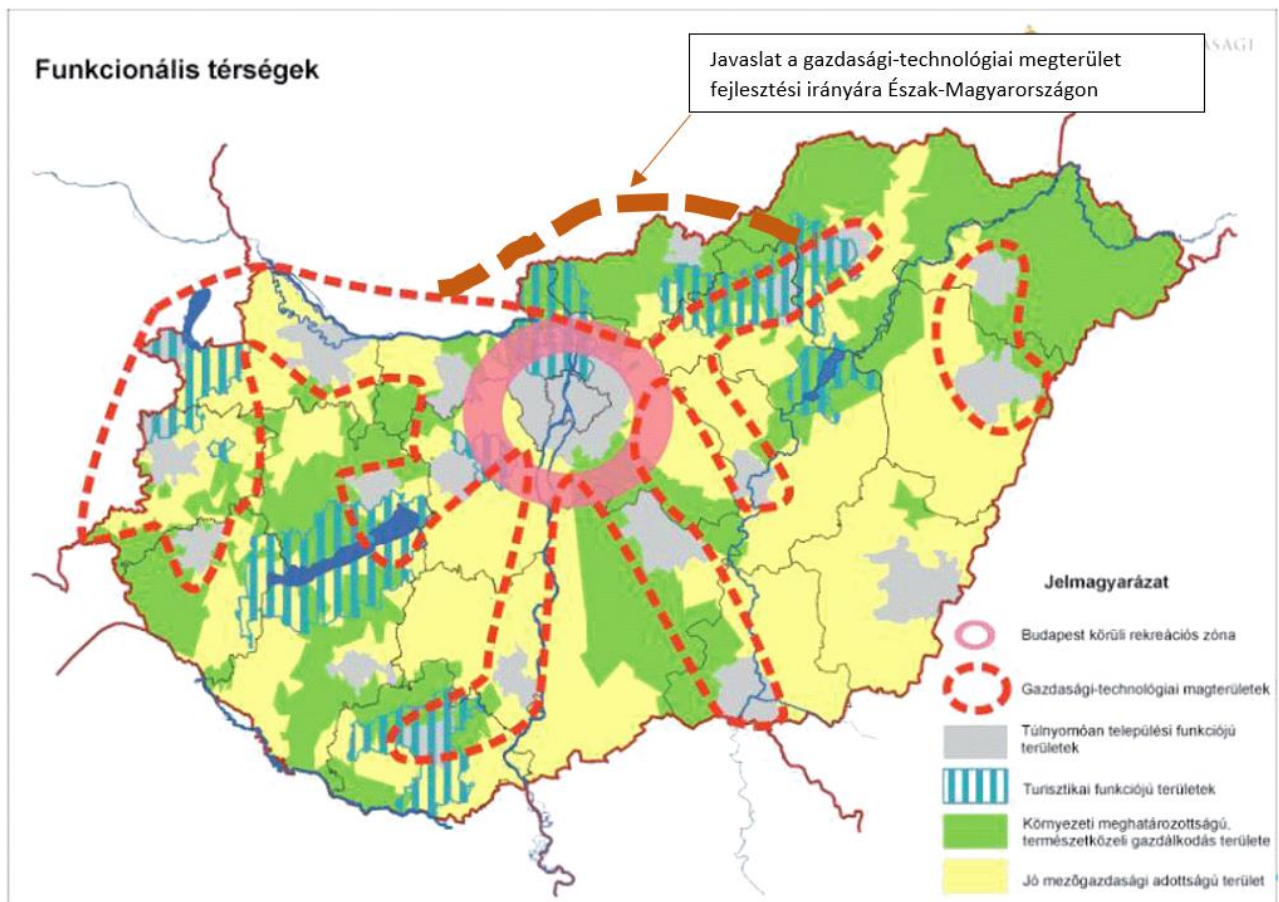 Funkcionális térségek
Javaslat a gazdasági-technológiai megterület
fejlesztési irányára Észak-Magyarországon
Jelmagyarázat
Budapest körüli rekreációs zóna
Gazdasági-technológiai magterületek
Túlnyomóan települési funkciójú
területek
Turisztikai funkciójú területek
Környezeti meghatározottságú,
természetközeli gazdálkodás területe
Jó mezõgazdasági adottságú terület